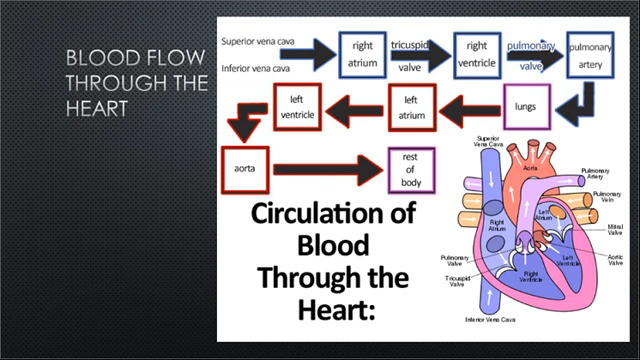 BLOOD FLOW
THROUGH THE
HEART
Superior vena cava
Inferior vena cava
right
atrium
tricuspid
valve
right
ventricle
pulmonary
valve
pulmonary
artery
left
ventricle
left
atrium
lungs
aorta
rest
of
body
Circulation of
Blood
Through the
Heart:
Superior
Vena Cava
Aorta
Pulmonary
Artery
Pulmonary
Vein
Left
Atrium
Right
Atrium
Mitral
Valve
Pulmonary
Valve
Left
Ventricle
Aortic
Valve
Tricuspid
Valve
Right
Ventricle
Inferior Vena Cava